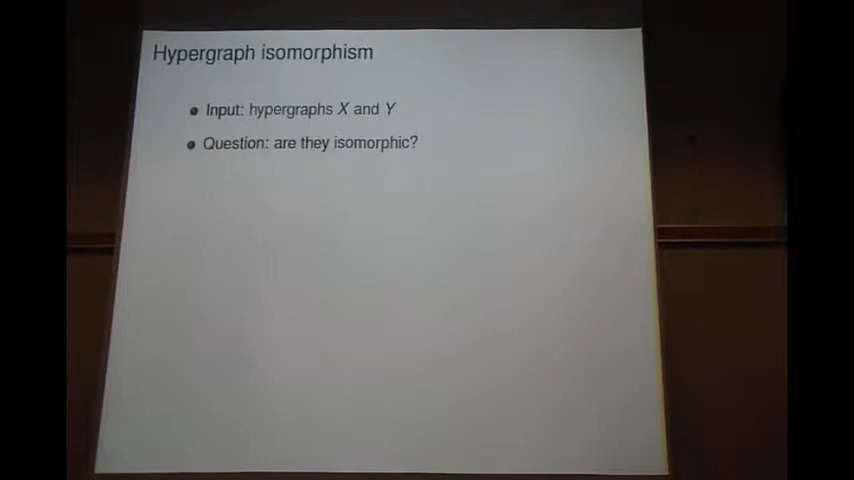 Hypergraph isomorphism
Input: hypergraphs X and Y
Question: are they isomorphic?